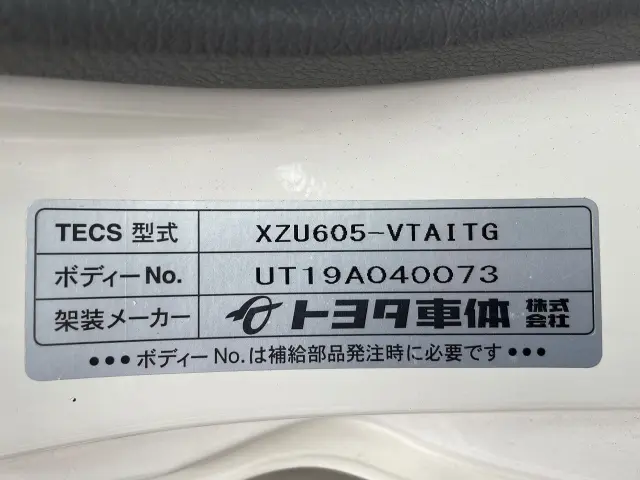 TECS 型式 XZU605-VTAITG
ボディーNo. UT19A040073
架装メーカー トヨタ車体 株式会社
●●●ボディーNo.は補給部品発注時に必要です●●●